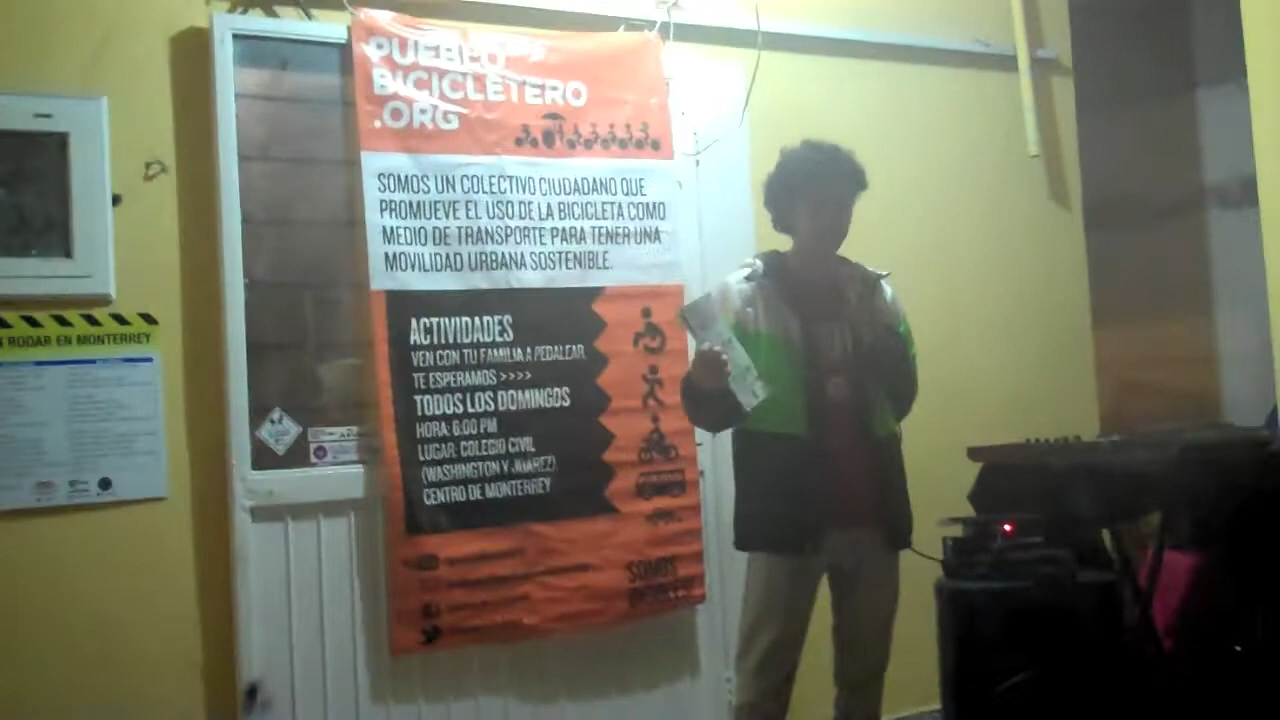 PUEBLO
BICICLETERO
.ORG
SOMOS UN COLECTIVO CIUDADANO QUE
PROMUEVE EL USO DE LA BICICLETA COMO
MEDIO DE TRANSPORTE PARA TENER UNA
MOVILIDAD URBANA SOSTENIBLE.
ACTIVIDADES
VEN CON TU FAMILIA A PEDALEAR.
TE ESPERAMOS >>>>
TODOS LOS DOMINGOS
HORA: 6:00 PM
LUGAR: COLEGIO CIVIL
(WASHINGTON Y JUÁREZ),
CENTRO DE MONTERREY
SOMOS
RODAR EN MONTERREY